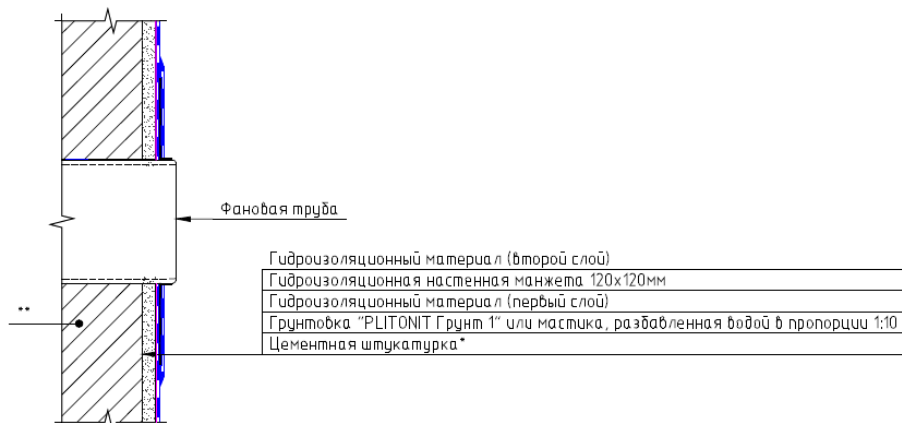 Фановая труба
Гидроизоляционный материал (второй слой)
Гидроизоляционная настенная манжета 120х120мм
Гидроизоляционный материал (первый слой)
**
Грунтовка "PLITONIT Грунт 1" или мастика, разбавленная водой в пропорции 1:10
Цементная штукатурка*